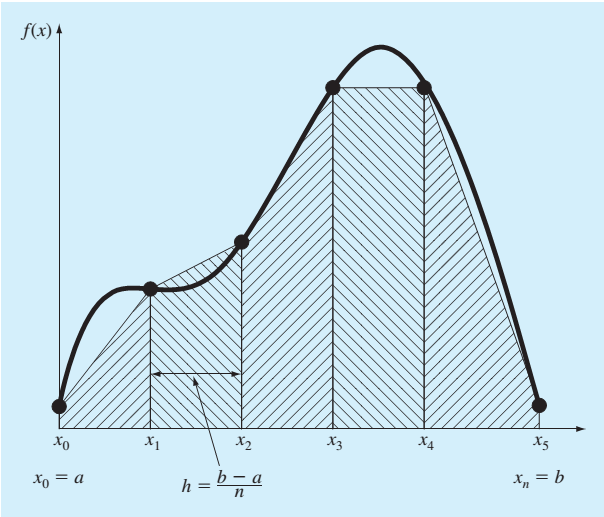 f(x)
x₀ x₁ x₂ x₃ x₄ x₅
x₀ = a
h = b − a / n
xₙ = b